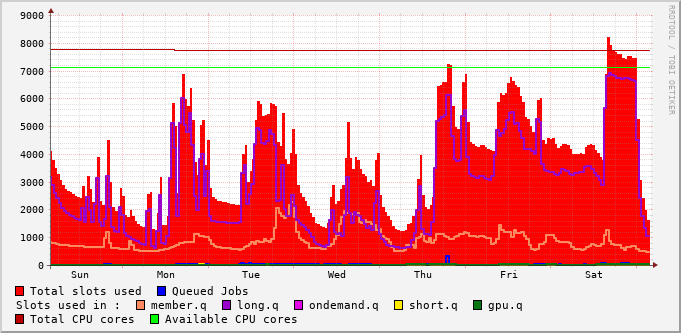 9000
8000
7000
6000
5000
4000
3000
2000
1000
0
Sun Mon Tue Wed Thu Fri Sat
RRDTOOL / TOBI OETIKER
Total slots used Queued Jobs
Slots used in : member.q long.q ondemand.q short.q gpu.q
Total CPU cores Available CPU cores